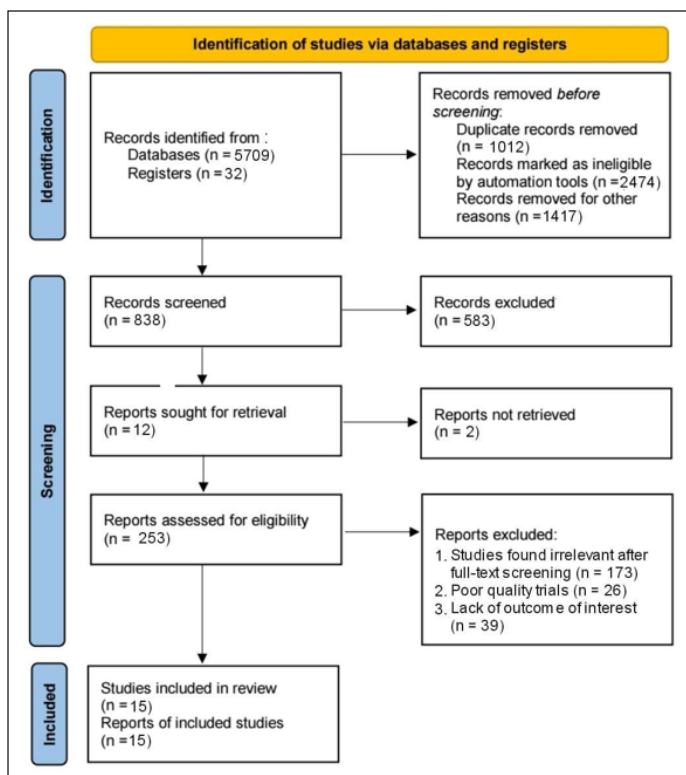 Identification of studies via databases and registers
Identification
Records identified from :
Databases (n = 5709)
Registers (n = 32)
Records removed before
screening:
Duplicate records removed
(n = 1012)
Records marked as ineligible
by automation tools (n =2474)
Records removed for other
reasons (n =1417)
Screening
Records screened
(n = 838)
Records excluded
(n = 583)
Reports sought for retrieval
(n = 12)
Reports not retrieved
(n = 2)
Reports assessed for eligibility
(n = 253)
Reports excluded:
1. Studies found irrelevant after
full-text screening (n = 173)
2. Poor quality trials (n = 26)
3. Lack of outcome of interest
(n = 39)
Included
Studies included in review
(n = 15)
Reports of included studies
(n =15)